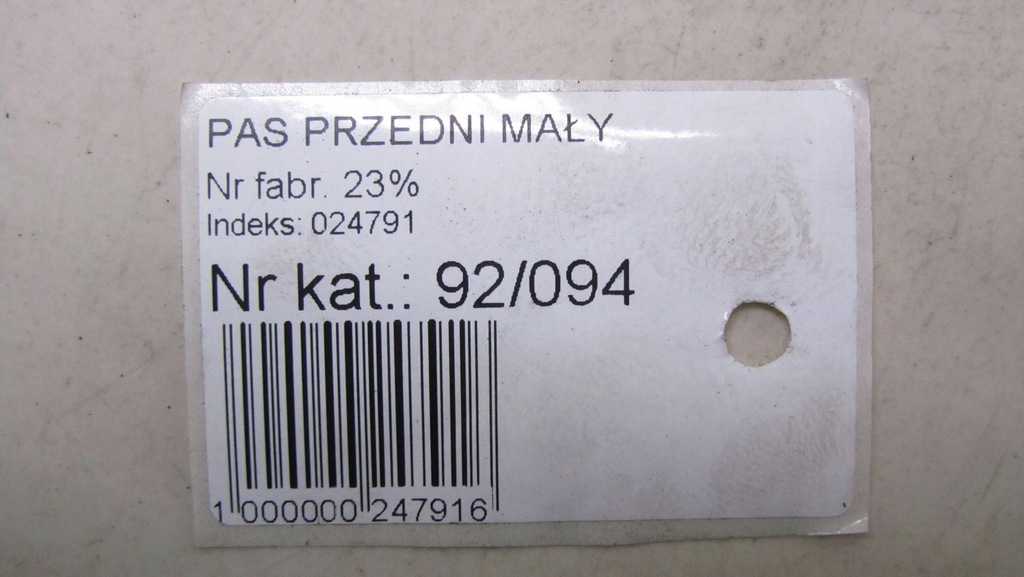 PAS PRZEDNI MAŁY
Nr fabr. 23%
Indeks: 024791
Nr kat.: 92/094
1 000000 247916